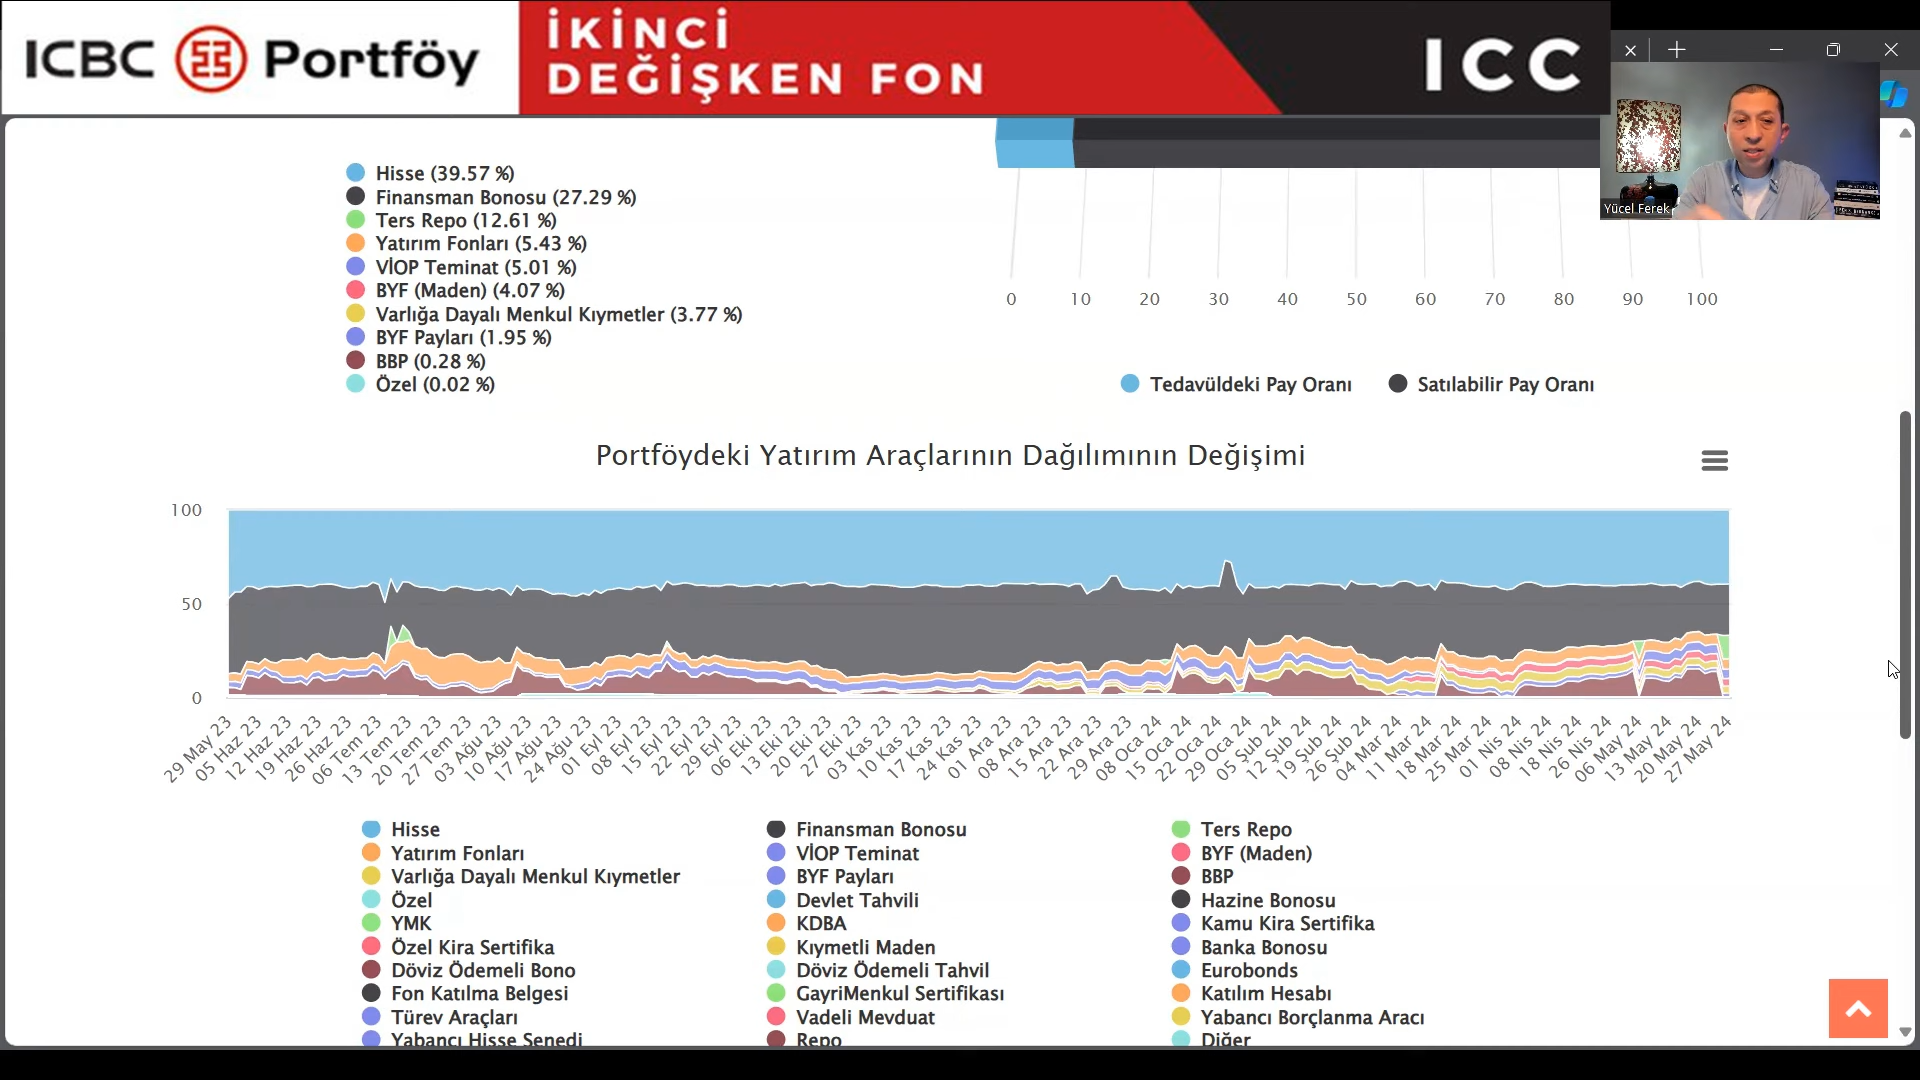 ICBC Portföy
İKİNCİ
DEĞİŞKEN FON
ICC
Yücel Ferek
Hisse (39.57 %)
Finansman Bonosu (27.29 %)
Ters Repo (12.61 %)
Yatırım Fonları (5.43 %)
VİOP Teminat (5.01 %)
BYF (Maden) (4.07 %)
Varlığa Dayalı Menkul Kıymetler (3.77 %)
BYF Payları (1.95 %)
BBP (0.28 %)
Özel (0.02 %)
0 10 20 30 40 50 60 70 80 90 100
Tedavüldeki Pay Oranı Satılabilir Pay Oranı
Portföydeki Yatırım Araçlarının Dağılımının Değişimi
100
50
0
29 May 23 05 Haz 23 12 Haz 23 19 Haz 23 26 Haz 23 06 Tem 23 13 Tem 23 20 Tem 23 27 Tem 23 03 Ağu 23 10 Ağu 23 17 Ağu 23 24 Ağu 23 01 Eyl 23 08 Eyl 23 15 Eyl 23 22 Eyl 23 29 Eyl 23 06 Eki 23 13 Eki 23 20 Eki 23 27 Eki 23 03 Kas 23 10 Kas 23 17 Kas 23 24 Kas 23 01 Ara 23 08 Ara 23 15 Ara 23 22 Ara 23 29 Ara 23 08 Oca 24 15 Oca 24 22 Oca 24 29 Oca 24 05 Şub 24 12 Şub 24 19 Şub 24 26 Şub 24 04 Mar 24 11 Mar 24 18 Mar 24 25 Mar 24 01 Nis 24 08 Nis 24 18 Nis 24 26 Nis 24 06 May 24 13 May 24 20 May 24 27 May 24
Hisse Finansman Bonosu Ters Repo
Yatırım Fonları VİOP Teminat BYF (Maden)
Varlığa Dayalı Menkul Kıymetler BYF Payları BBP
Özel Devlet Tahvili Hazine Bonosu
YMK KDBA Kamu Kira Sertifika
Özel Kira Sertifika Kıymetli Maden Banka Bonosu
Döviz Ödemeli Bono Döviz Ödemeli Tahvil Eurobonds
Fon Katılma Belgesi GayriMenkul Sertifikası Katılım Hesabı
Türev Araçları Vadeli Mevduat Yabancı Borçlanma Aracı
Yabancı Hisse Senedi Repo Diğer